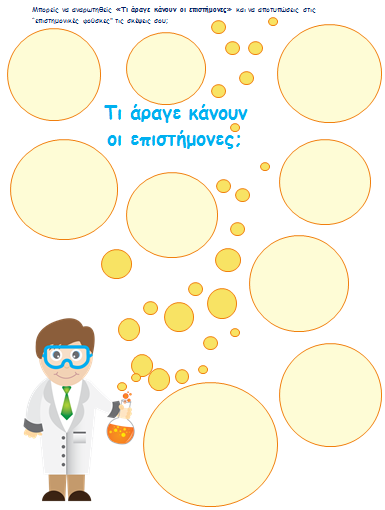 Μπορείς να αναρωτηθείς «Τι άραγε κάνουν οι επιστήμονες» και να αποτυπώσεις στις
"επιστημονικές φούσκες" τις σκέψεις σου;
Τι άραγε κάνουν
οι επιστήμονες;